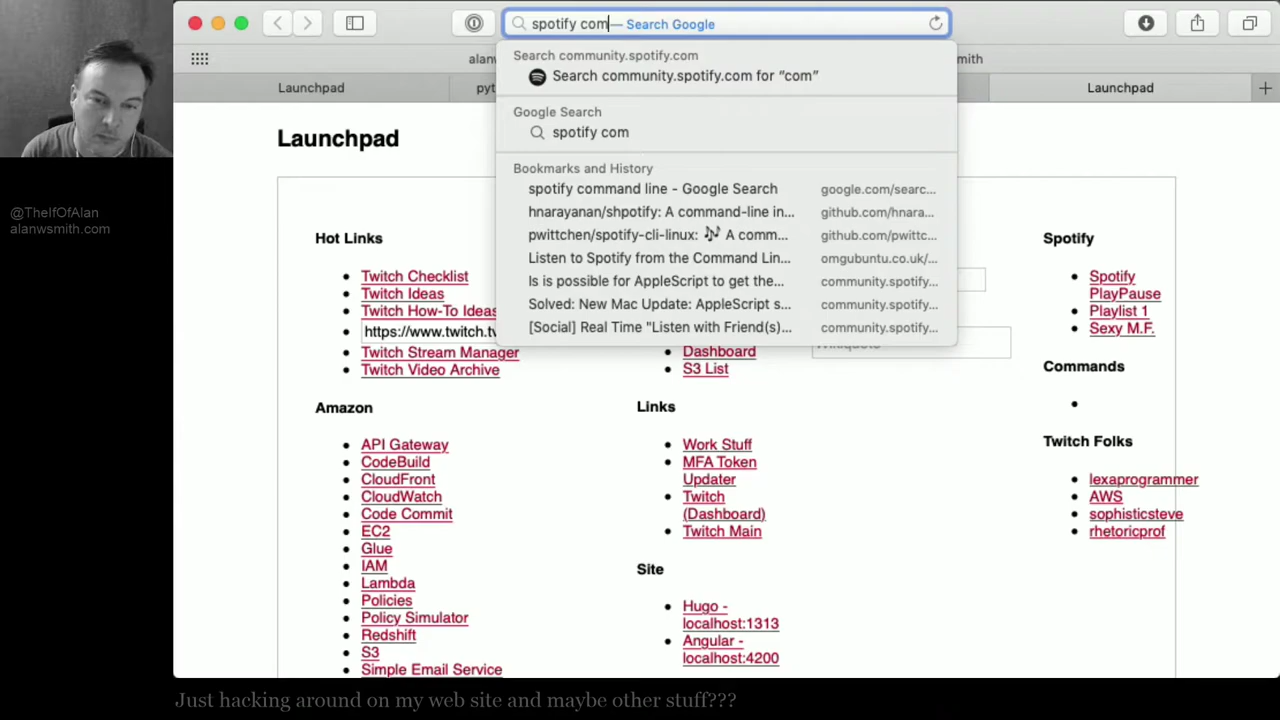 spotify com — Search Google
Search community.spotify.com
Search community.spotify.com for “com”
Google Search
spotify com
Bookmarks and History
spotify command line - Google Search google.com/searc...
hnarayanan/shpotify: A command-line in... github.com/hnara...
pwittchen/spotify-cli-linux: 🎶 A comm... github.com/pwittc...
Listen to Spotify from the Command Lin... omgubuntu.co.uk/...
Is is possible for AppleScript to get the... community.spotify...
Solved: New Mac Update: AppleScript s... community.spotify...
[Social] Real Time "Listen with Friend(s)... community.spotify...
Launchpad
Launchpad
Launchpad
@TheIfOfAlan
alanwsmith.com
Hot Links
Twitch Checklist
Twitch Ideas
Twitch How-To Ideas
https://www.twitch.tv
Twitch Stream Manager
Twitch Video Archive
Amazon
API Gateway
CodeBuild
CloudFront
CloudWatch
Code Commit
EC2
Glue
IAM
Lambda
Policies
Policy Simulator
Redshift
S3
Simple Email Service
Dashboard
S3 List
Links
Work Stuff
MFA Token
Updater
Twitch
(Dashboard)
Twitch Main
Site
Hugo -
localhost:1313
Angular -
localhost:4200
Spotify
Spotify
PlayPause
Playlist 1
Sexy M.F.
Commands
Twitch Folks
lexaprogrammer
AWS
sophisticsteve
rhetoricprof
Just hacking around on my web site and maybe other stuff???